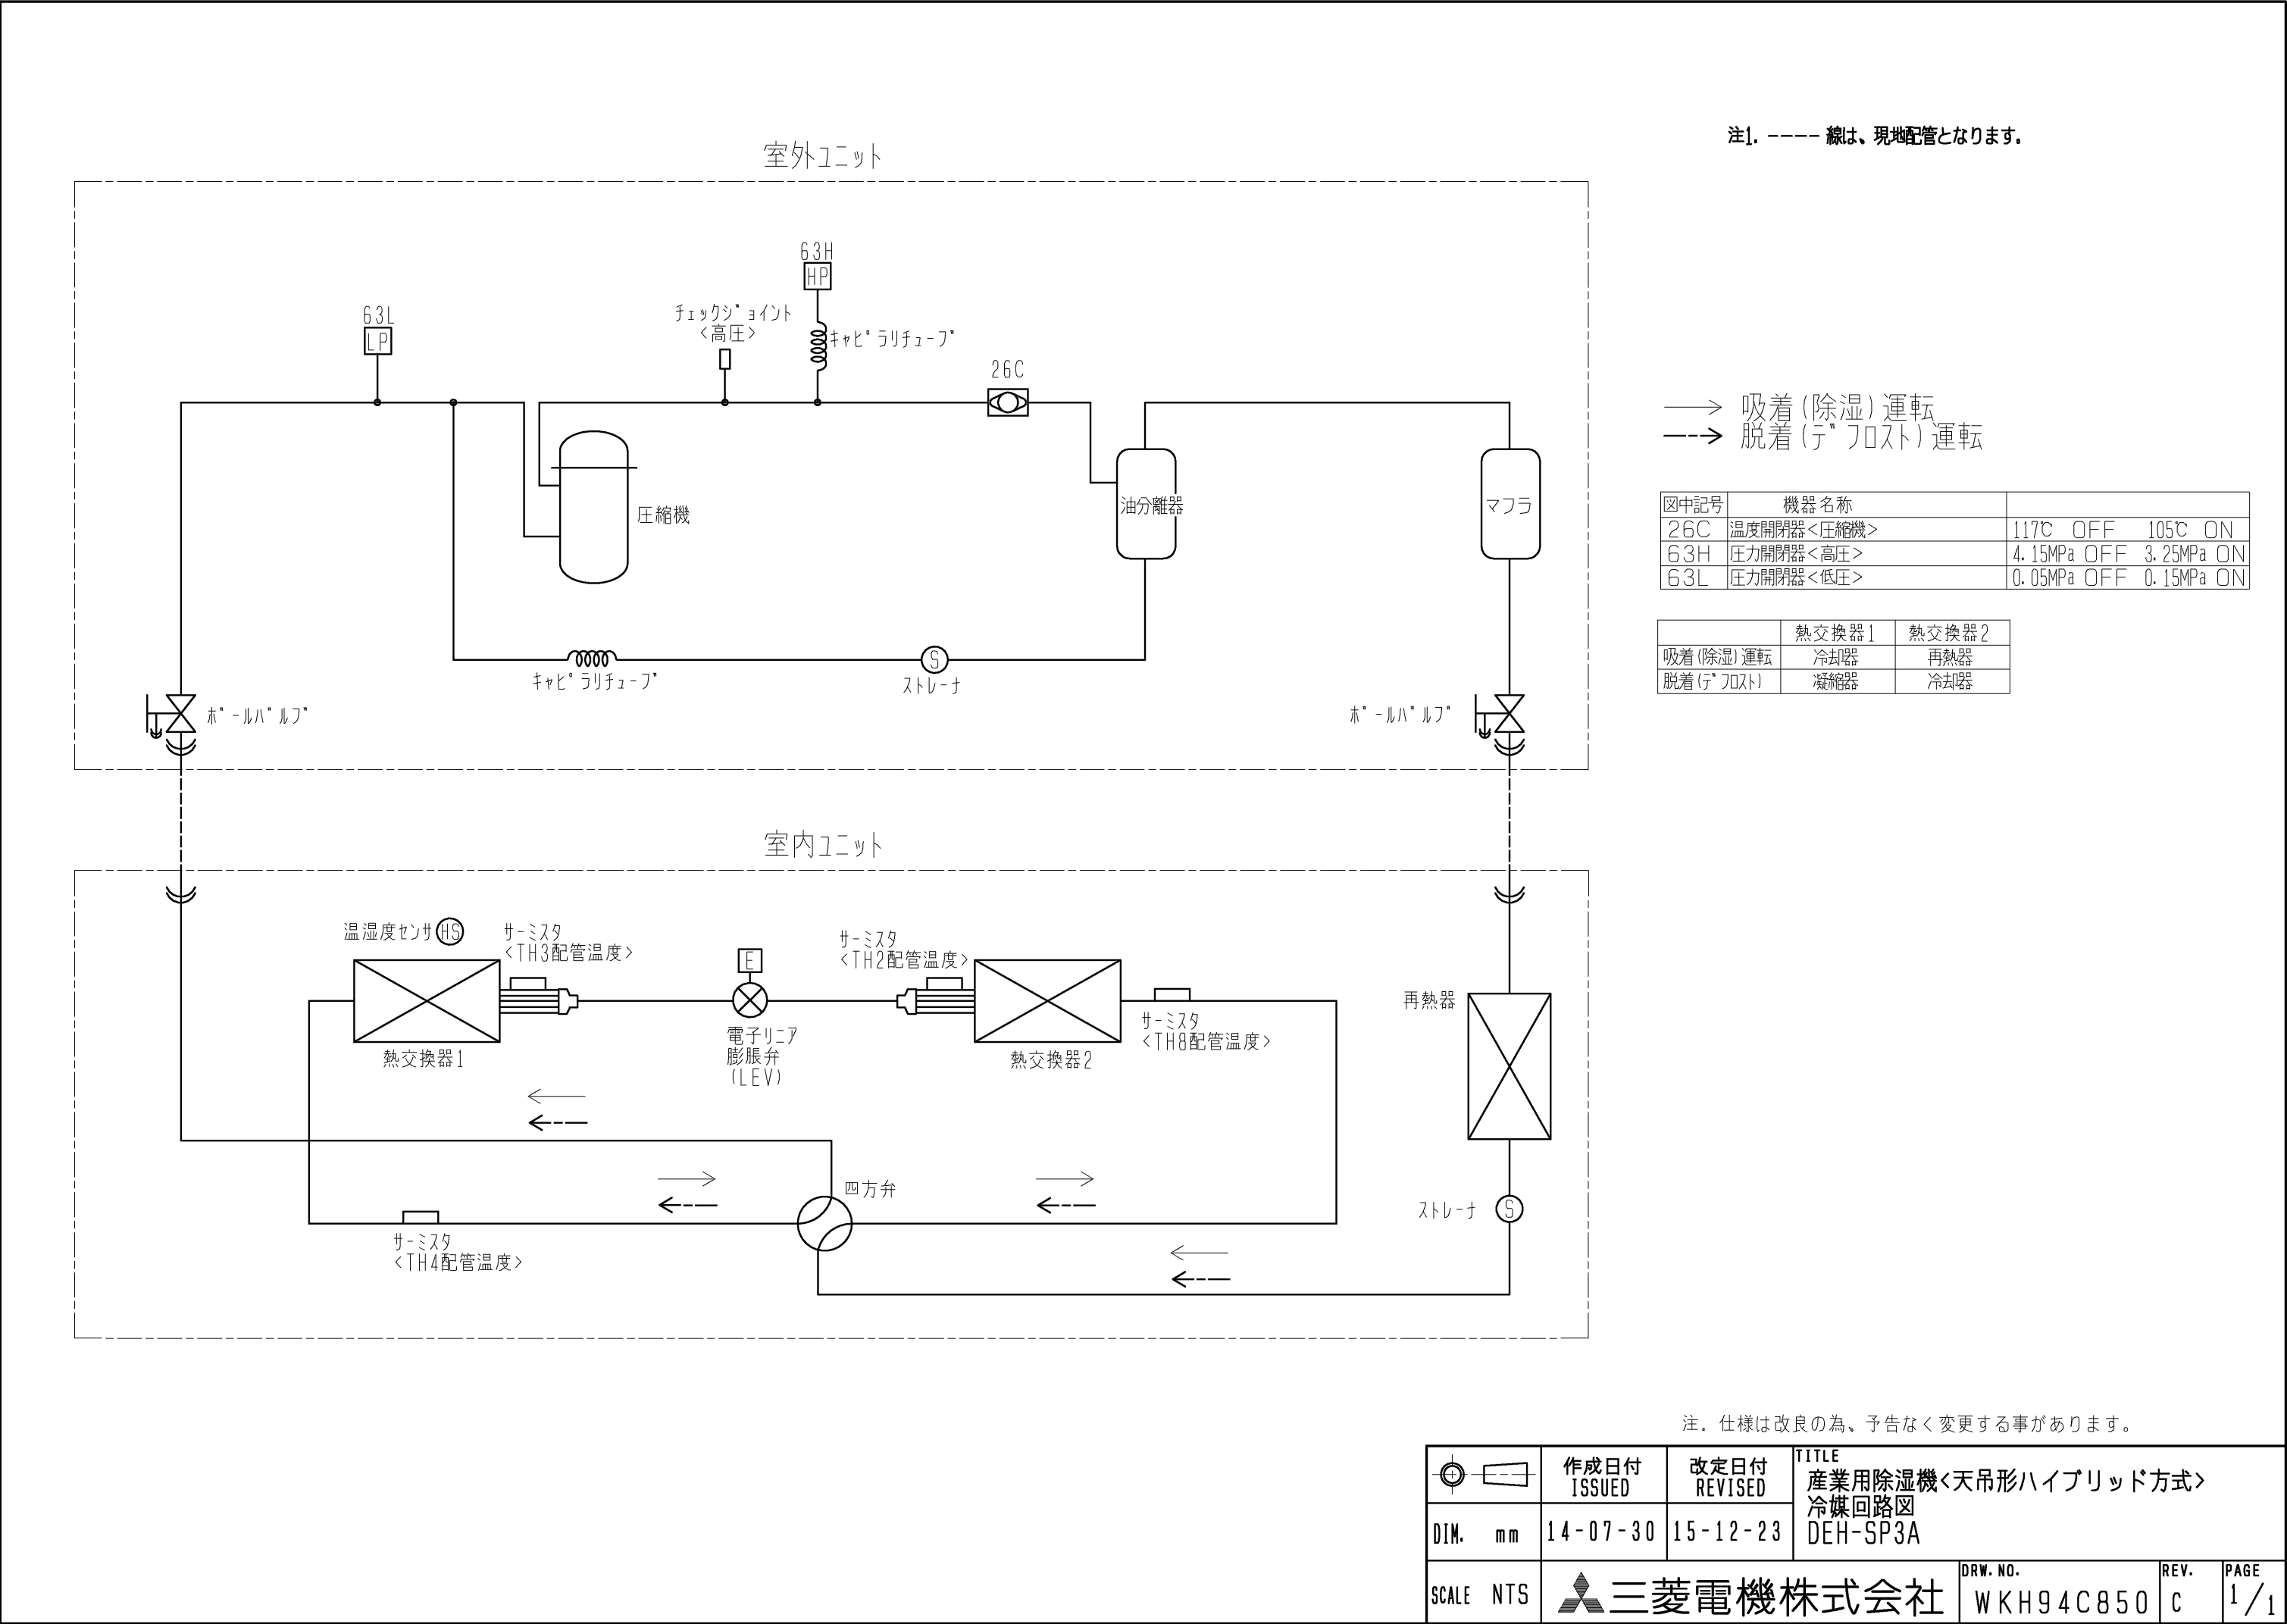 注1. ---- 線は、現地配管となります。
室外ユニット
63H
HP
チェックジョイント
<高圧>
キャピラリチューブ
63L
LP
26C
圧縮機
油分離器
マフラ
S
キャピラリチューブ
ストレーナ
ボールバルブ
ボールバルブ
吸着(除湿)運転
脱着(デフロスト)運転
図中記号 機器名称
26C 温度開閉器<圧縮機> 117℃ OFF 105℃ ON
63H 圧力開閉器<高圧> 4.15MPa OFF 3.25MPa ON
63L 圧力開閉器<低圧> 0.05MPa OFF 0.15MPa ON
熱交換器1 熱交換器2
吸着(除湿)運転 冷却器 再熱器
脱着(デフロスト) 凝縮器 冷却器
室内ユニット
温湿度センサ HS
サーミスタ
<TH3配管温度>
E
サーミスタ
<TH2配管温度>
熱交換器1
電子リニア
膨脹弁
(LEV)
熱交換器2
サーミスタ
<TH8配管温度>
再熱器
四方弁
ストレーナ S
サーミスタ
<TH4配管温度>
注. 仕様は改良の為、予告なく変更する事があります。
作成日付
ISSUED
改定日付
REVISED
TITLE
産業用除湿機<天吊形ハイブリッド方式>
冷媒回路図
DEH-SP3A
DIM. mm
14-07-30
15-12-23
SCALE NTS
三菱電機株式会社
DRW. NO.
WKH94C850
REV.
C
PAGE
1/1